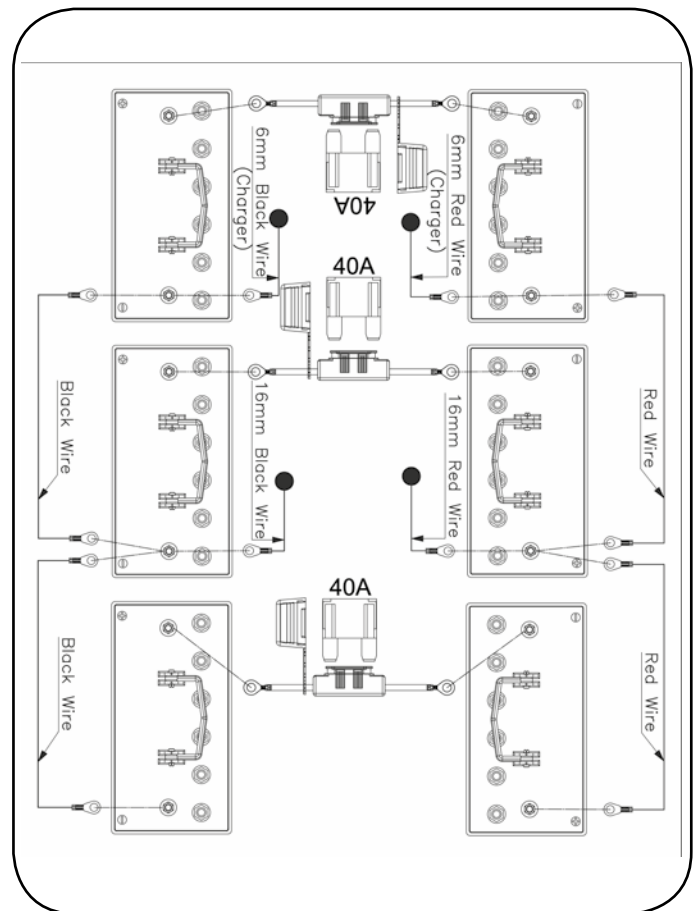 40A
6mm Black Wire
(Charger)
6mm Red Wire
(Charger)
40A
Black Wire
16mm Black Wire
16mm Red Wire
Red Wire
40A
Black Wire
Red Wire